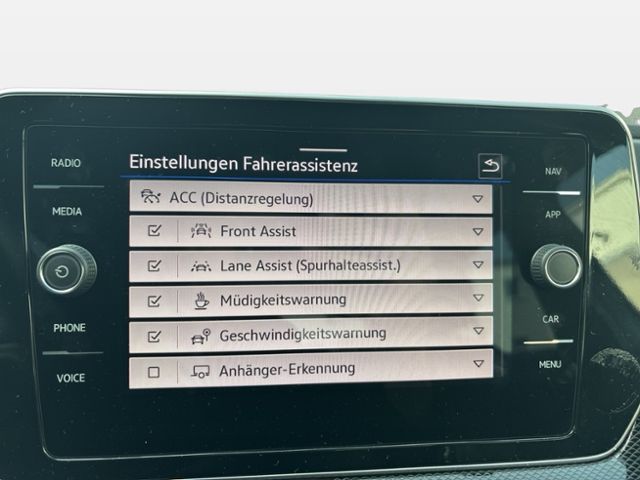 Einstellungen Fahrerassistenz
RADIO
MEDIA
PHONE
VOICE
ACC (Distanzregelung)
Front Assist
Lane Assist (Spurhalteassist.)
Müdigkeitswarnung
Geschwindigkeitswarnung
Anhänger-Erkennung
NAV
APP
CAR
MENU